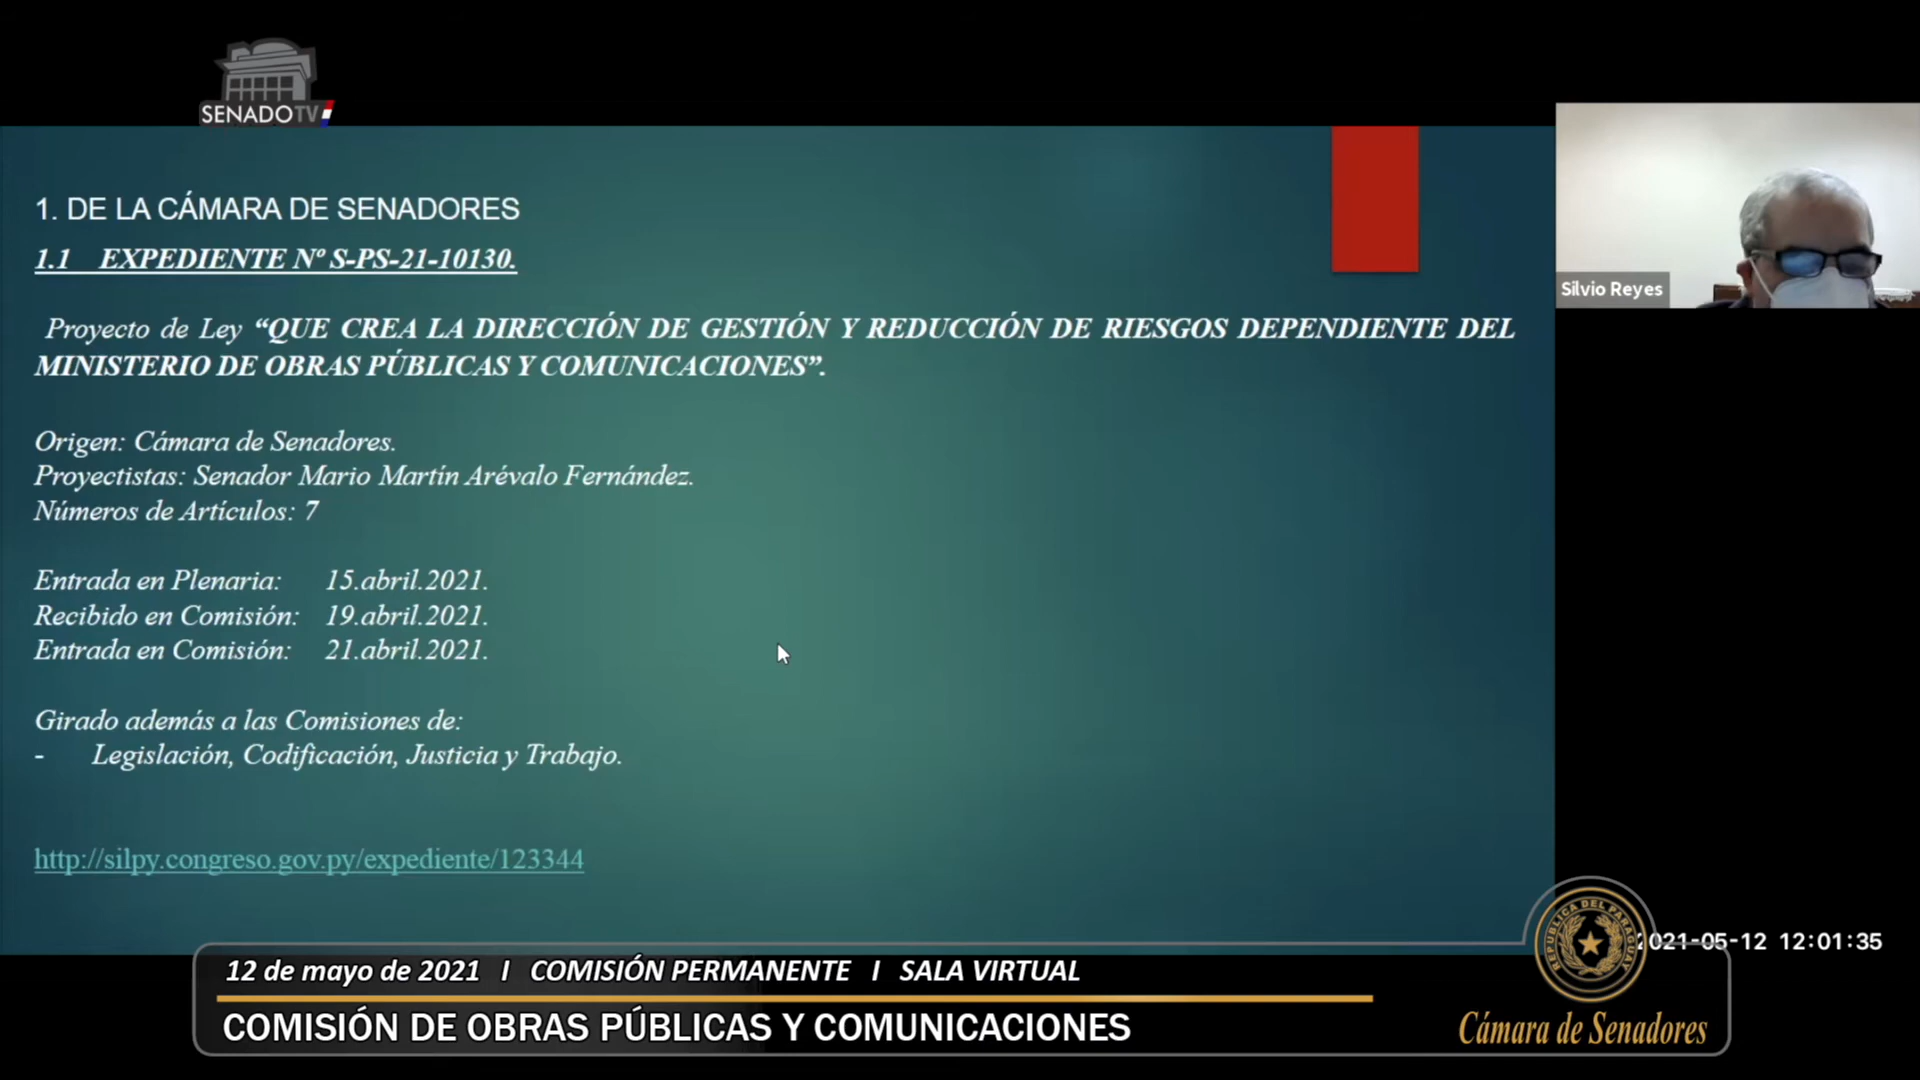 SENADOTV
1. DE LA CÁMARA DE SENADORES
1.1 EXPEDIENTE Nº S-PS-21-10130.
Proyecto de Ley “QUE CREA LA DIRECCIÓN DE GESTIÓN Y REDUCCIÓN DE RIESGOS DEPENDIENTE DEL
MINISTERIO DE OBRAS PÚBLICAS Y COMUNICACIONES”.
Origen: Cámara de Senadores.
Proyectistas: Senador Mario Martín Arévalo Fernández.
Números de Artículos: 7
Entrada en Plenaria: 15.abril.2021.
Recibido en Comisión: 19.abril.2021.
Entrada en Comisión: 21.abril.2021.
Girado además a las Comisiones de:
- Legislación, Codificación, Justicia y Trabajo.
http://silpy.congreso.gov.py/expediente/123344
Silvio Reyes
REPÚBLICA DEL PARAGUAY
2021-05-12 12:01:35
12 de mayo de 2021 I COMISIÓN PERMANENTE I SALA VIRTUAL
COMISIÓN DE OBRAS PÚBLICAS Y COMUNICACIONES
Cámara de Senadores